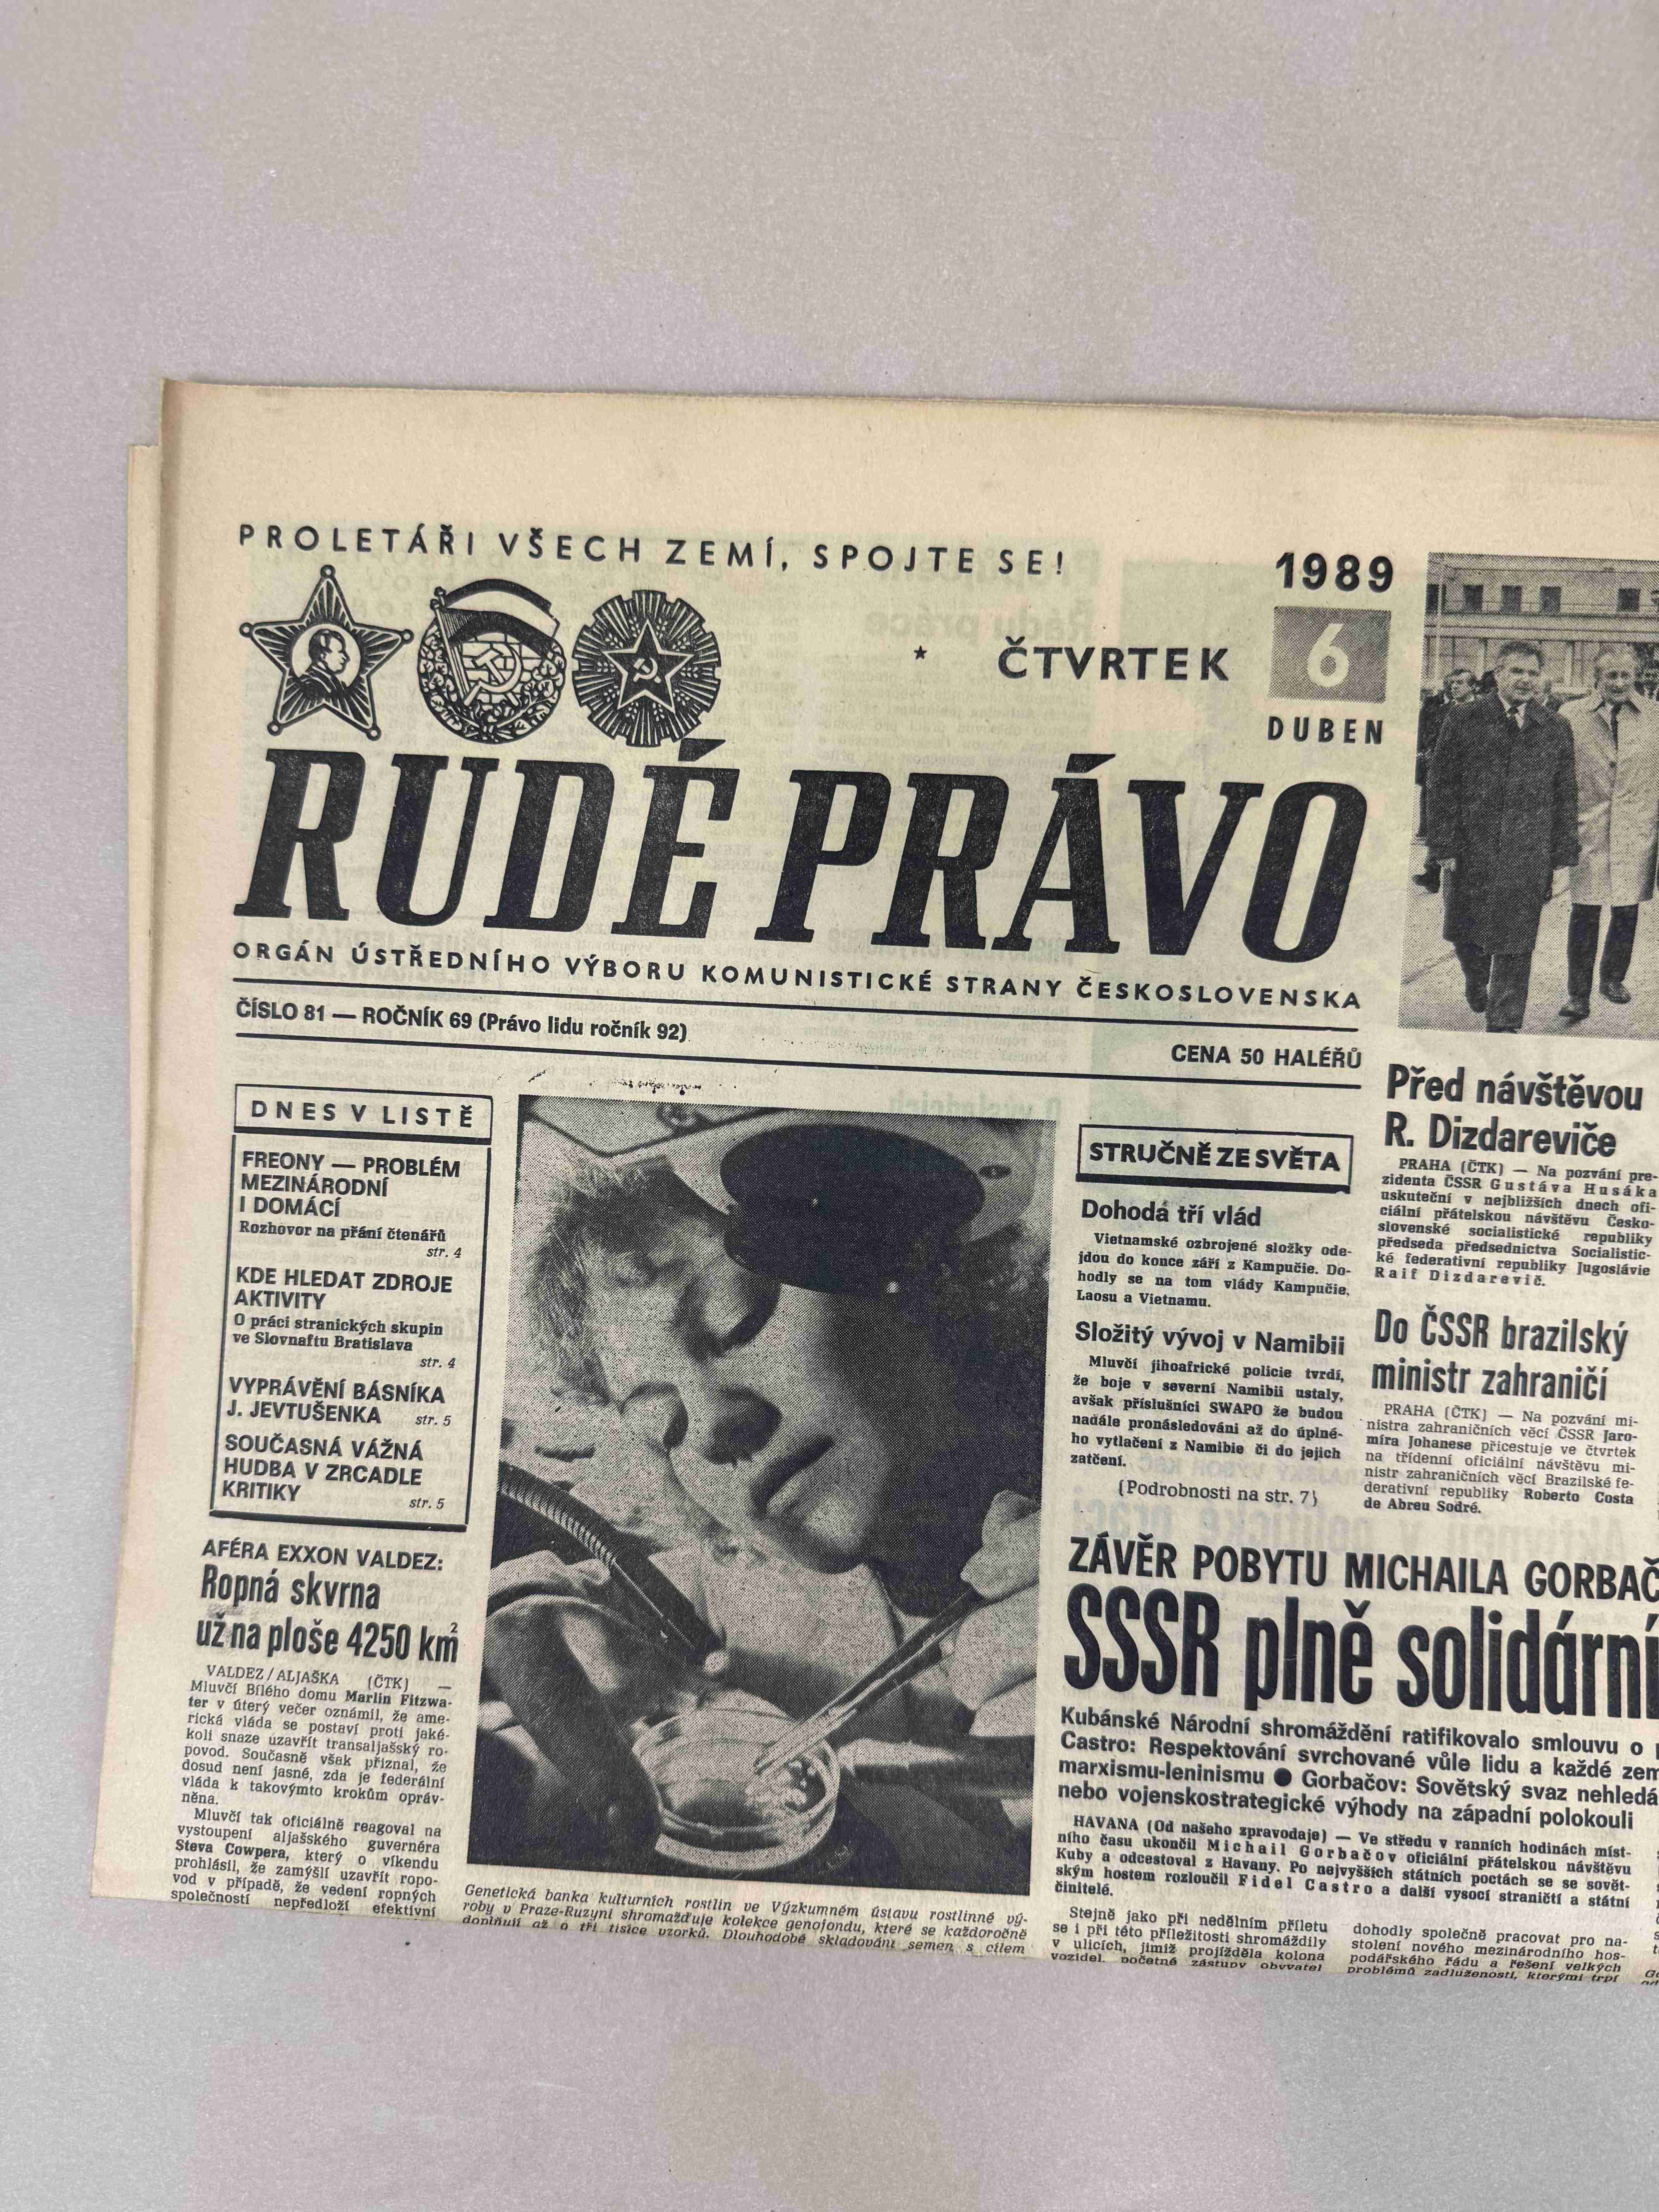 PROLETÁŘI VŠECH ZEMÍ, SPOJTE SE!
1989
ČTVRTEK
6
DUBEN
RUDÉ PRÁVO
ORGÁN ÚSTŘEDNÍHO VÝBORU KOMUNISTICKÉ STRANY ČESKOSLOVENSKA
ČÍSLO 81 — ROČNÍK 69 (Právo lidu ročník 92)
CENA 50 HALÉŘŮ
DNES V LISTĚ
FREONY — PROBLÉM
MEZINÁRODNÍ
I DOMÁCÍ
Rozhovor na přání čtenářů
str. 4
KDE HLEDAT ZDROJE
AKTIVITY
O práci stranických skupin
ve Slovnaftu Bratislava
str. 4
VYPRÁVĚNÍ BÁSNÍKA
J. JEVTUŠENKA str. 5
SOUČASNÁ VÁŽNÁ
HUDBA V ZRCADLE
KRITIKY
str. 5
AFÉRA EXXON VALDEZ:
Ropná skvrna
už na ploše 4250 km²
VALDEZ/ALJAŠKA (ČTK) —
Mluvčí Bílého domu Marlin Fitzwa-
ter v úterý večer oznámil, že ame-
rická vláda se postaví proti jaké-
koli snaze uzavřít transaljašský ro-
povod. Současně však přiznal, že
dosud není jasné, zda je federální
vláda k takovýmto krokům opráv-
něna.
Mluvčí tak oficiálně reagoval na
vystoupení aljašského guvernéra
Steva Cowpera, který o víkendu
prohlásil, že zamýšlí uzavřít ropo-
vod v případě, že vedení ropných
společností nepředloží efektivní
Genetická banka kulturních rostlin ve Výzkumném ústavu rostlinné vý-
roby v Praze-Ruzyni shromažďuje kolekce genofondu, které se každoročně
doplňují až o tři tisíce vzorků. Dlouhodobé skladování semen s cílem
STRUČNĚ ZE SVĚTA
Dohoda tří vlád
Vietnamské ozbrojené složky ode-
jdou do konce září z Kampučie. Do-
hodly se na tom vlády Kampučie,
Laosu a Vietnamu.
Složitý vývoj v Namibii
Mluvčí jihoafrické policie tvrdí,
že boje v severní Namibii ustaly,
avšak příslušníci SWAPO že budou
nadále pronásledováni až do úplné-
ho vytlačení z Namibie či do jejich
zatčení.
(Podrobnosti na str. 7)
Před návštěvou
R. Dizdareviče
PRAHA (ČTK) — Na pozvání pre-
zidenta ČSSR Gustáva Husáka
uskuteční v nejbližších dnech ofi-
ciální přátelskou návštěvu Česko-
slovenské socialistické republiky
předseda předsednictva Socialistic-
ké federativní republiky Jugoslávie
Raif Dizdarevič.
Do ČSSR brazilský
ministr zahraničí
PRAHA (ČTK) — Na pozvání mi-
nistra zahraničních věcí ČSSR Jaro-
míra Johanese přicestuje ve čtvrtek
na třídenní oficiální návštěvu mi-
nistr zahraničních věcí Brazilské fe-
derativní republiky Roberto Costa
de Abreu Sodré.
ZÁVĚR POBYTU MICHAILA GORBAČ
SSSR plně solidární
Kubánské Národní shromáždění ratifikovalo smlouvu o
Castro: Respektování svrchované vůle lidu a každé zem
marxismu-leninismu ● Gorbačov: Sovětský svaz nehledá
nebo vojenskostrategické výhody na západní polokouli
HAVANA (Od našeho zpravodaje) — Ve středu v ranních hodinách míst-
ního času ukončil Michail Gorbačov oficiální přátelskou návštěvu
Kuby a odcestoval z Havany. Po nejvyšších státních poctách se se sovět-
ským hostem rozloučil Fidel Castro a další vysocí straničtí a státní
činitelé.
Stejně jako při nedělním příletu
se i při této příležitosti shromáždily
v ulicích, jimiž projížděla kolona
vozidel, početné zástupy obyvatel
dohodly společně pracovat pro na-
stolení nového mezinárodního hos-
podářského řádu a řešení velkých
problémů zadluženosti, kterými trpí